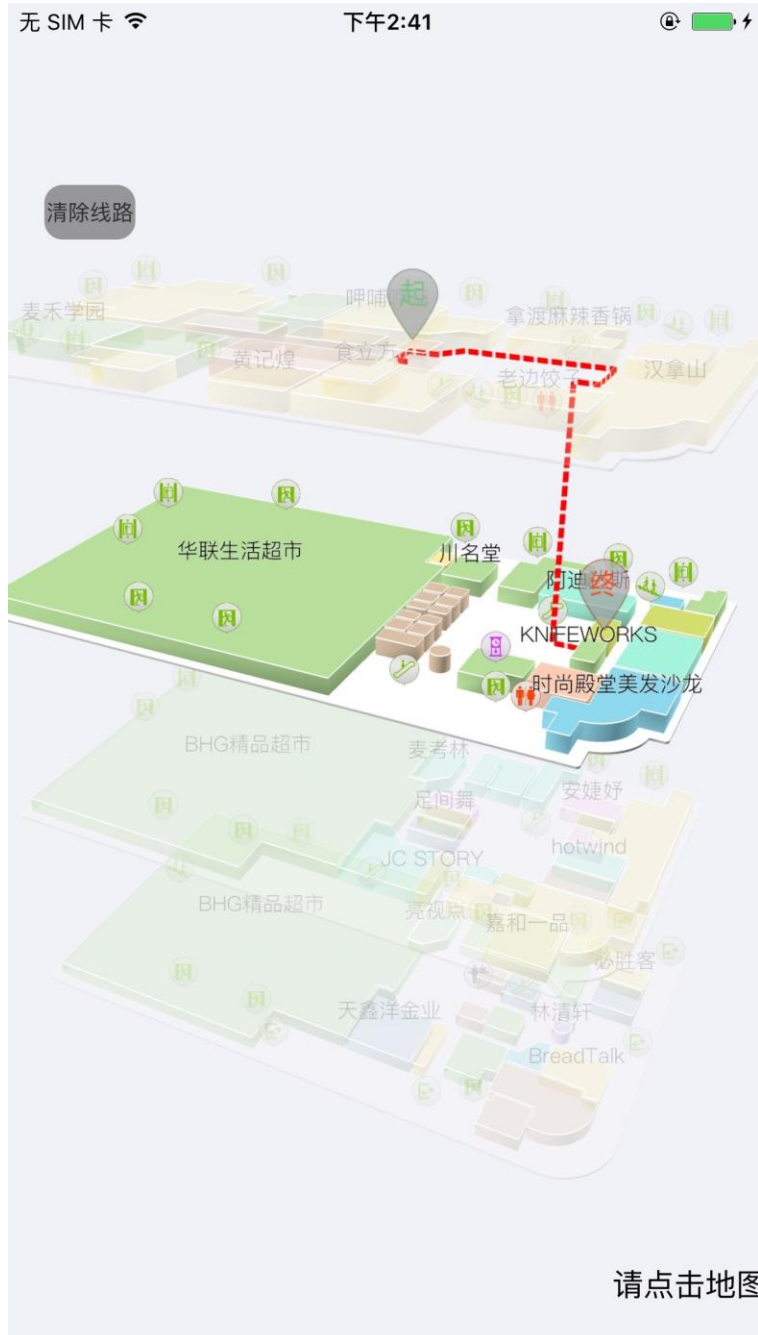 无 SIM 卡
下午2:41
清除线路
起
呷哺
麦禾学园
拿渡麻辣香锅
食立方
黄记煌
汉拿山
老边饺子
华联生活超市
川名堂
阿迪
斯
终
KNIFEWORKS
时尚殿堂美发沙龙
BHG精品超市
麦考林
安婕妤
足间舞
hotwind
JC STORY
BHG精品超市
亮视点
嘉和一品
必胜客
天鑫洋金业
林清轩
BreadTalk
请点击地图